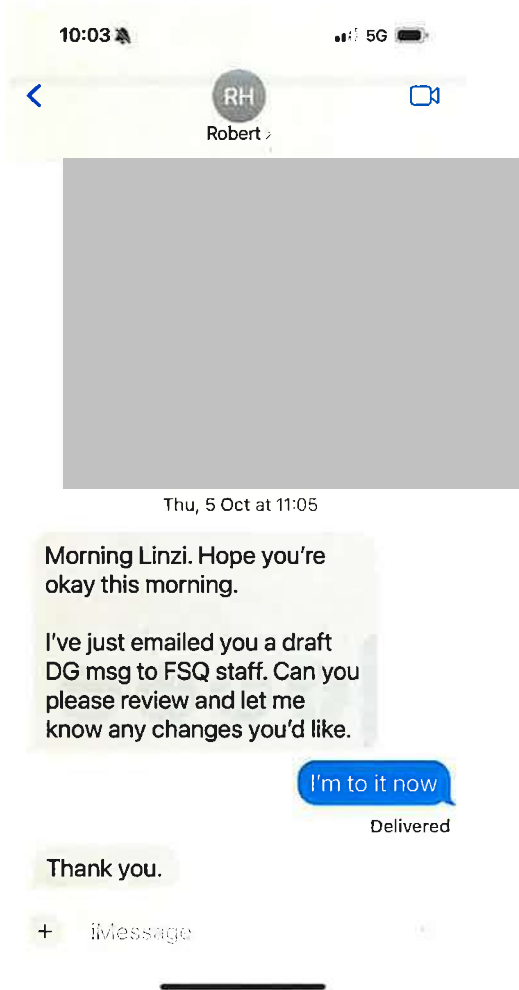 10:03
5G
RH
Robert
Thu, 5 Oct at 11:05
Morning Linzi. Hope you're
okay this morning.
I've just emailed you a draft
DG msg to FSQ staff. Can you
please review and let me
know any changes you'd like.
I'm to it now
Delivered
Thank you.
+
iMessage